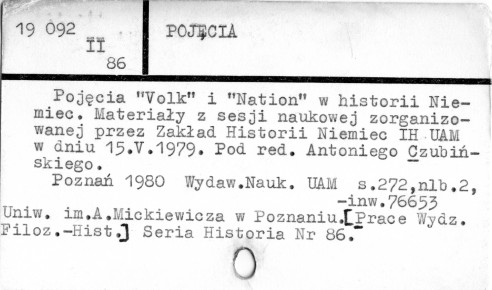 19 092
II
86
POJĘCIA
Pojęcia "Volk" i "Nation" w historii Nie-
miec. Materiały z sesji naukowej zorganizo-
wanej przez Zakład Historii Niemiec IH UAM
w dniu 15.V.1979. Pod red. Antoniego Czubiń-
skiego.
Poznań 1980 Wydaw.Nauk. UAM s.272,nlb.2,
-inw.76653
Uniw. im.A.Mickiewicza w Poznaniu.[Prace Wydz.
Filoz.-Hist.] Seria Historia Nr 86.